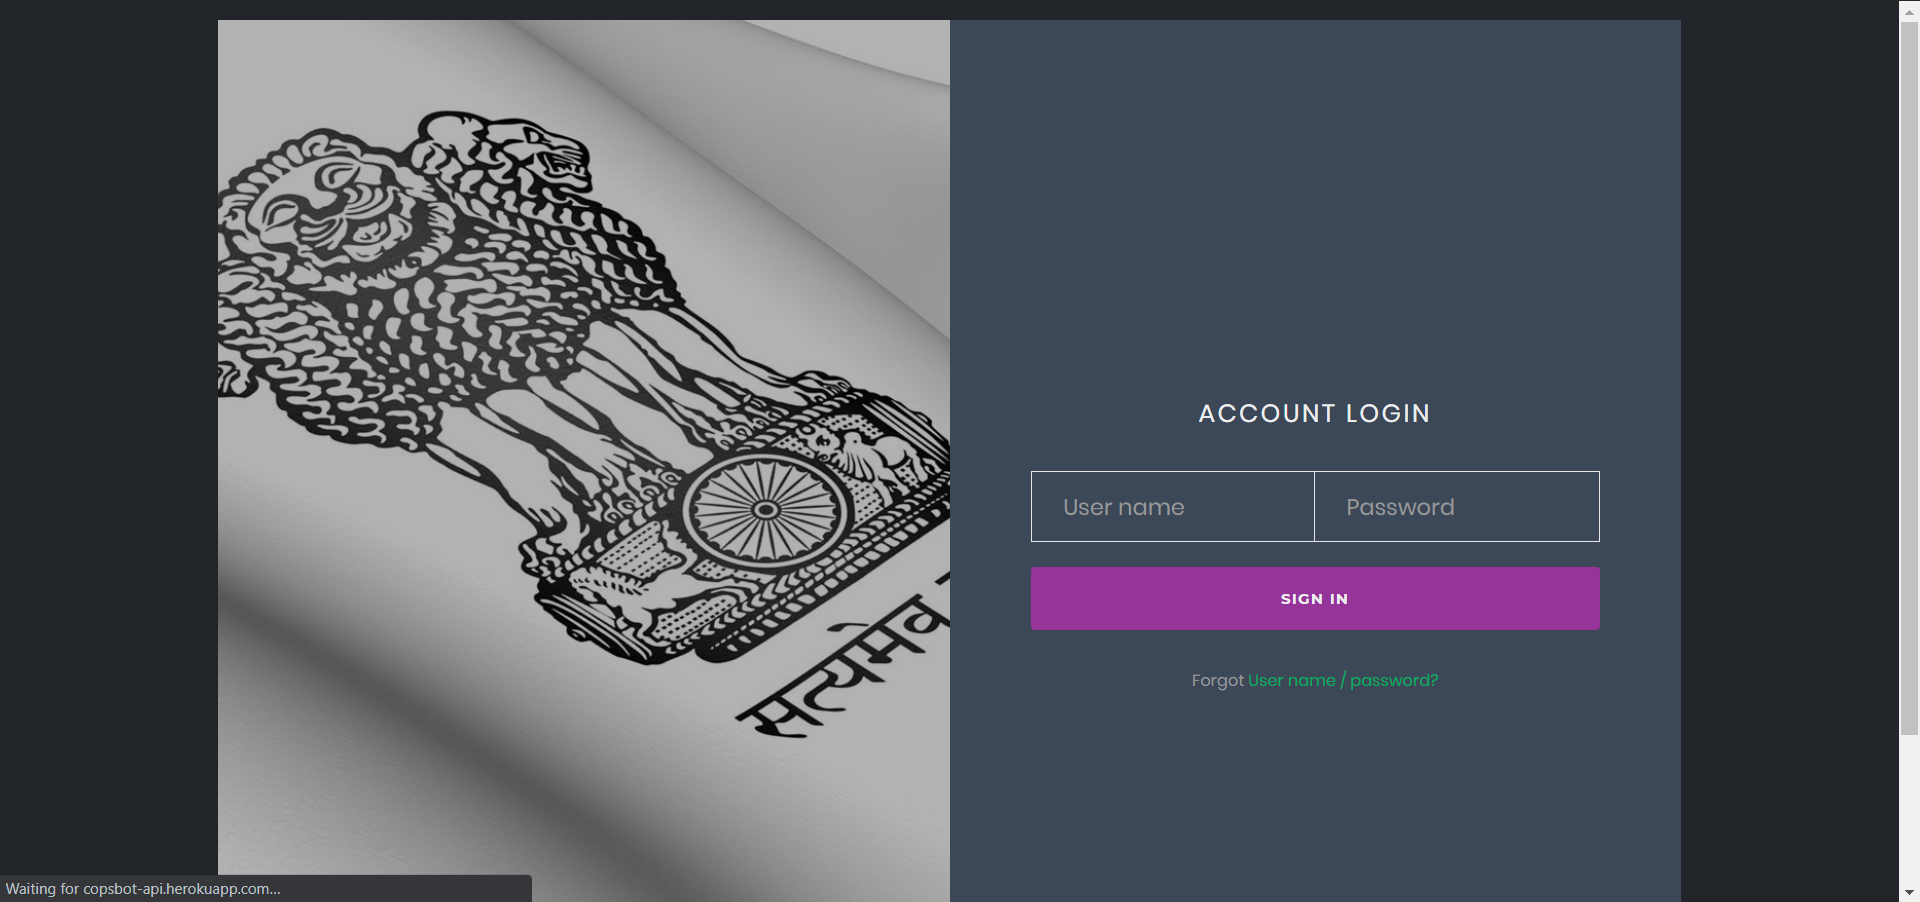 सत्यमेव
ACCOUNT LOGIN
User name
Password
SIGN IN
Forgot User name / password?
Waiting for copsbot-api.herokuapp.com...